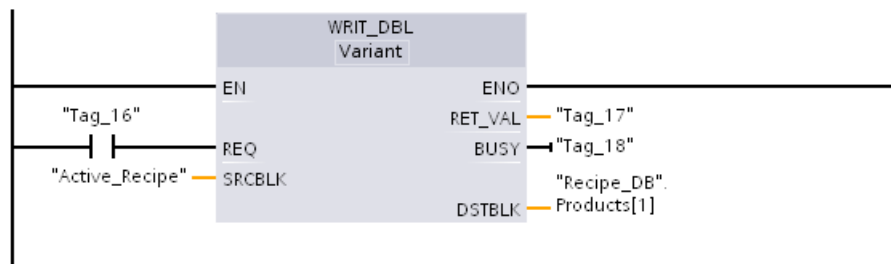 WRIT_DBL
Variant
EN
ENO
"Tag_16"
RET_VAL
"Tag_17"
REQ
BUSY
"Tag_18"
"Active_Recipe"
SRCBLK
"Recipe_DB".
DSTBLK
Products[1]